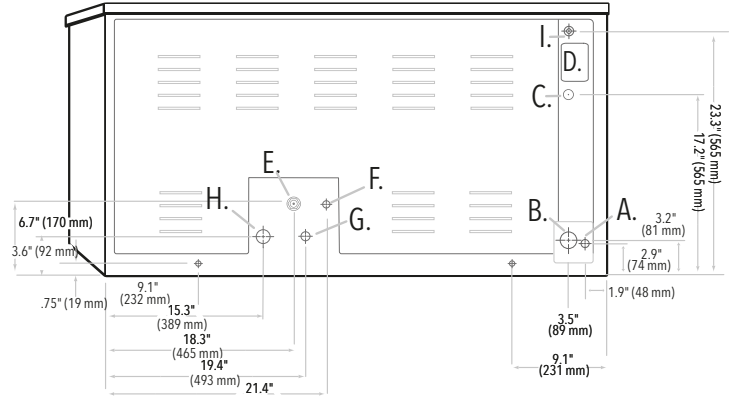 I.
D.
C.
E.
F.
H.
G.
B.
A.
23.3" (565 mm)
17.2" (565 mm)
6.7" (170 mm)
3.6" (92 mm)
.75" (19 mm)
3.2"
(81 mm)
2.9"
(74 mm)
1.9" (48 mm)
3.5"
(89 mm)
9.1"
(232 mm)
15.3"
(389 mm)
18.3"
(465 mm)
19.4"
(493 mm)
21.4"
9.1"
(231 mm)